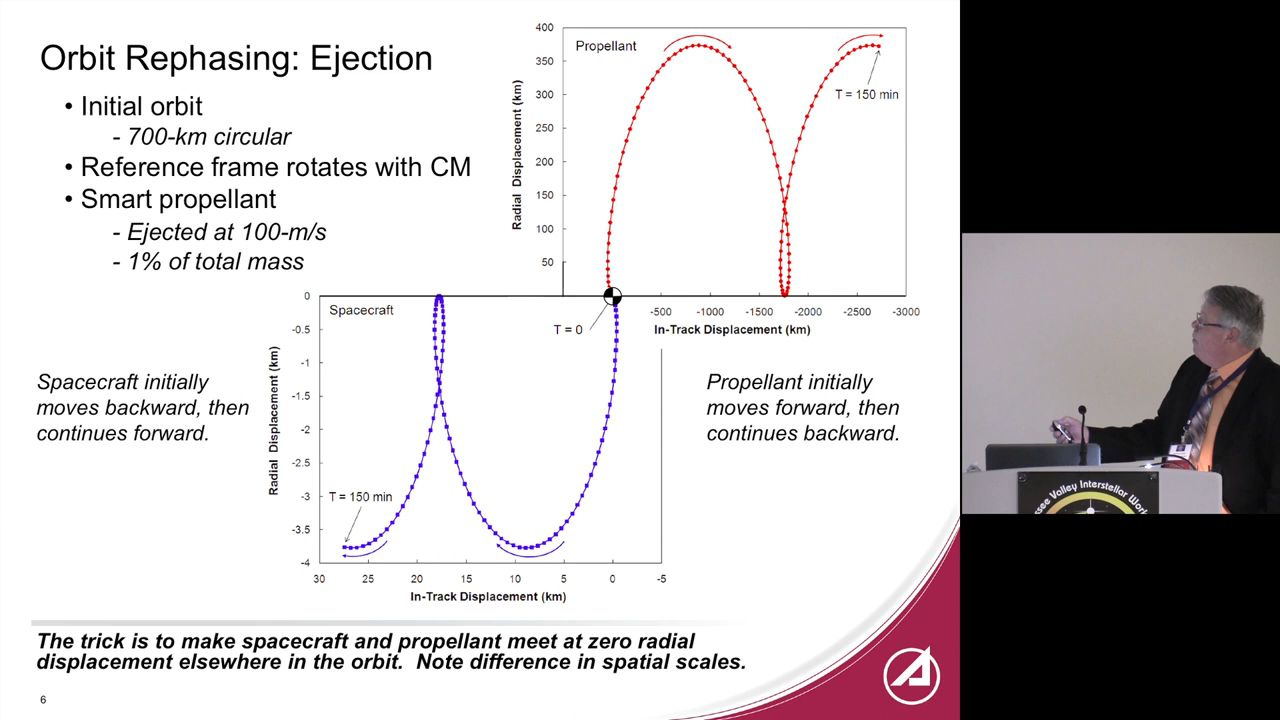 Orbit Rephasing: Ejection
• Initial orbit
- 700-km circular
• Reference frame rotates with CM
• Smart propellant
- Ejected at 100-m/s
- 1% of total mass
Propellant
T = 150 min
Radial Displacement (km)
400
350
300
250
200
150
100
50
-500 -1000 -1500 -2000 -2500 -3000
In-Track Displacement (km)
T = 0
Spacecraft
T = 150 min
Radial Displacement (km)
0
-0.5
-1
-1.5
-2
-2.5
-3
-3.5
-4
30 25 20 15 10 5 0 -5
In-Track Displacement (km)
Spacecraft initially
moves backward, then
continues forward.
Propellant initially
moves forward, then
continues backward.
The trick is to make spacecraft and propellant meet at zero radial
displacement elsewhere in the orbit. Note difference in spatial scales.
6
Valley Interstellar